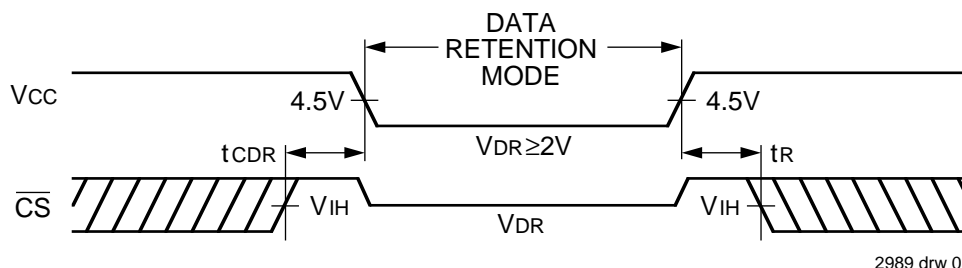 DATA
RETENTION
MODE
VCC
4.5V
4.5V
VDR≥2V
tCDR
tR
CS
VIH
VDR
VIH
2989 drw 0